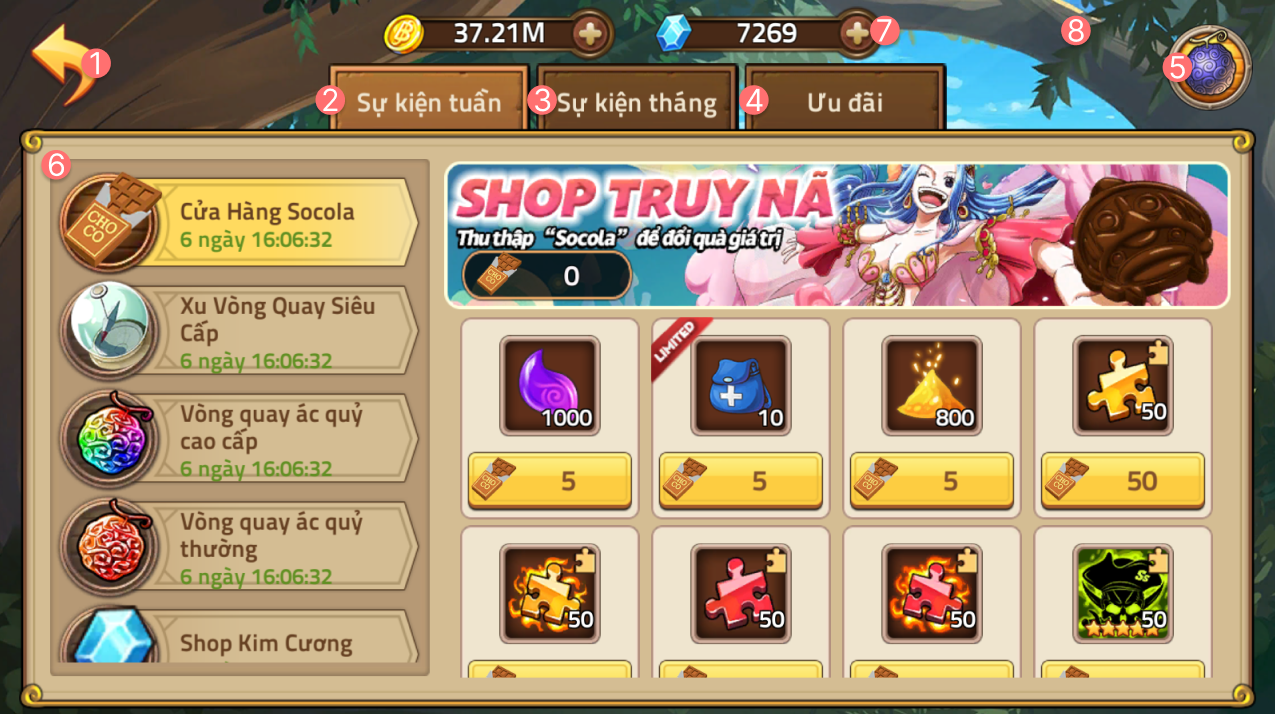 37.21M
7269
7
8
1
5
2 Sự kiện tuần
3 Sự kiện tháng
4 Ưu đãi
6
CHO
CO
Cửa Hàng Socola
6 ngày 16:06:32
Xu Vòng Quay Siêu
Cấp
6 ngày 16:06:32
Vòng quay ác quỷ
cao cấp
6 ngày 16:06:32
Vòng quay ác quỷ
thường
6 ngày 16:06:32
Shop Kim Cương
SHOP TRUY NÃ
Thu thập “Socola” để đổi quà giá trị
0
LIMITED
1000
10
800
50
5
5
5
50
50
50
50
SS
50